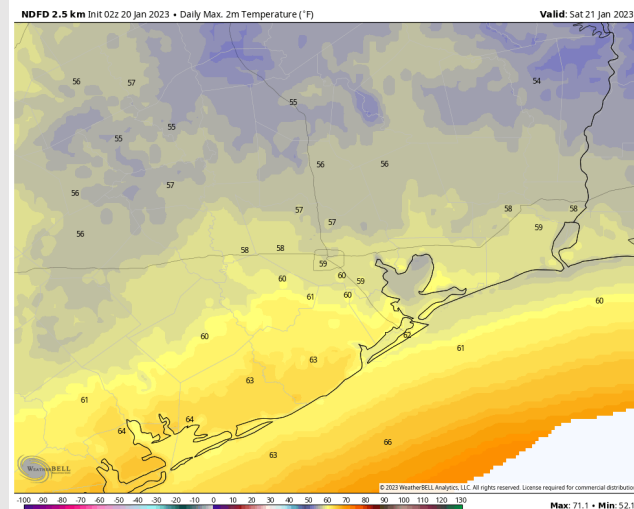 NDFD 2.5 km Init 02z 20 Jan 2023 • Daily Max. 2m Temperature (°F)
Valid: Sat 21 Jan 2023
56 57 54
55
55
55
56 56
57
56
57 58 58
57 59
56
58 58
59
60 60 59
61 60
60
60 62
61
63
63
61
64
64
66
63
WeatherBELL
© 2023 WeatherBELL Analytics, LLC. All rights reserved. License required for commercial distributio
-100 -90 -80 -70 -60 -50 -40 -30 -20 -10 0 10 20 30 40 50 60 70 80 90 100 110 120 130
Max: 71.1 • Min: 52.1